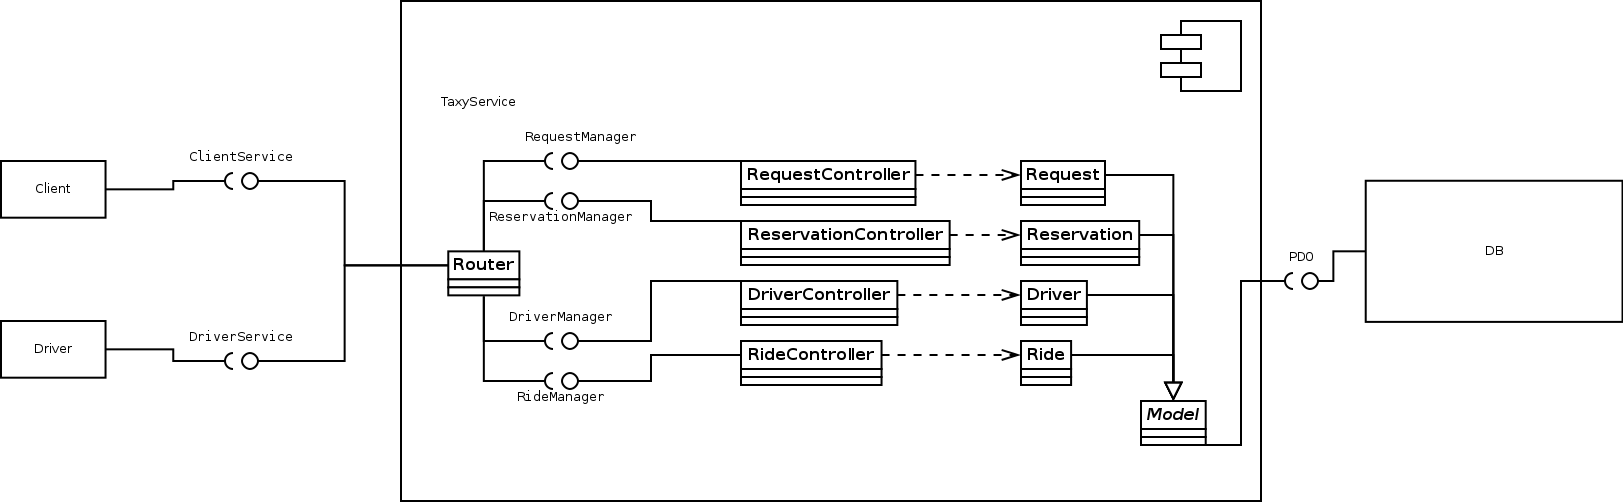 TaxyService
RequestManager
ClientService
RequestController
Request
Client
ReservationManager
ReservationController
Reservation
Router
PDO
DB
DriverController
Driver
DriverManager
DriverService
Driver
RideController
Ride
RideManager
Model